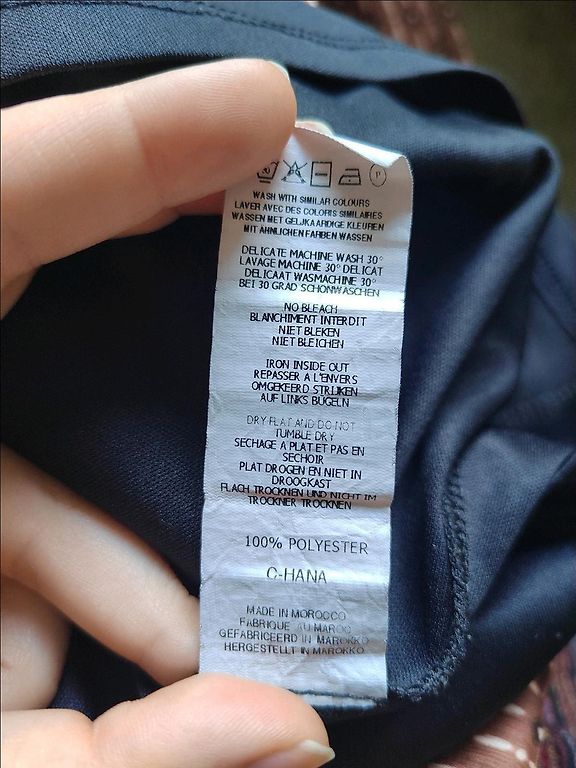 P
WASH WITH SIMILAR COLOURS
LAVER AVEC DES COLORIS SIMILAIRES
WASSEN MET GELJKAARDIGE KLEUREN
MIT ÄHNLICHEN FARBEN WASSEN
DELICATE MACHINE WASH 30°
LAVAGE MACHINE 30° DELICAT
DELICAAT WASMACHINE 30°
BEI 30 GRAD SCHONWASCHEN
NO BLEACH
BLANCHIMENT INTERDIT
NIET BLEKEN
NIET BLEICHEN
IRON INSIDE OUT
REPASSER A L'ENVERS
OMGEKEERD STRIJKEN
AUF LINKS BÜGELN
DRY FLAT AND DO NOT
TUMBLE DRY
SECHAGE A PLAT ET PAS EN
SECHOIR
PLAT DROGEN EN NIET IN
DROOGKAST
FLACH TROCKNEN UND NICHT IM
TROCKNER TROCKNEN
100% POLYESTER
C-HANA
MADE IN MOROCCO
FABRIQUE AU MAROC
GEFABRICEERD IN MAROKKO
HERGESTELLT IN MAROKKO